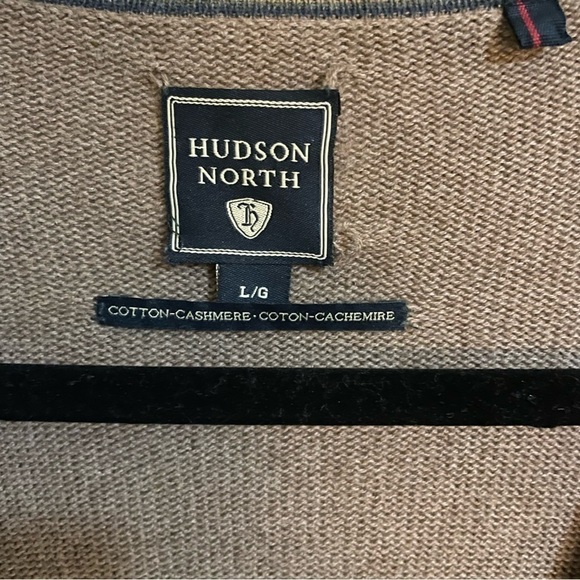 HUDSON
NORTH
h
L/G
COTTON-CASHMERE · COTON-CACHEMIRE